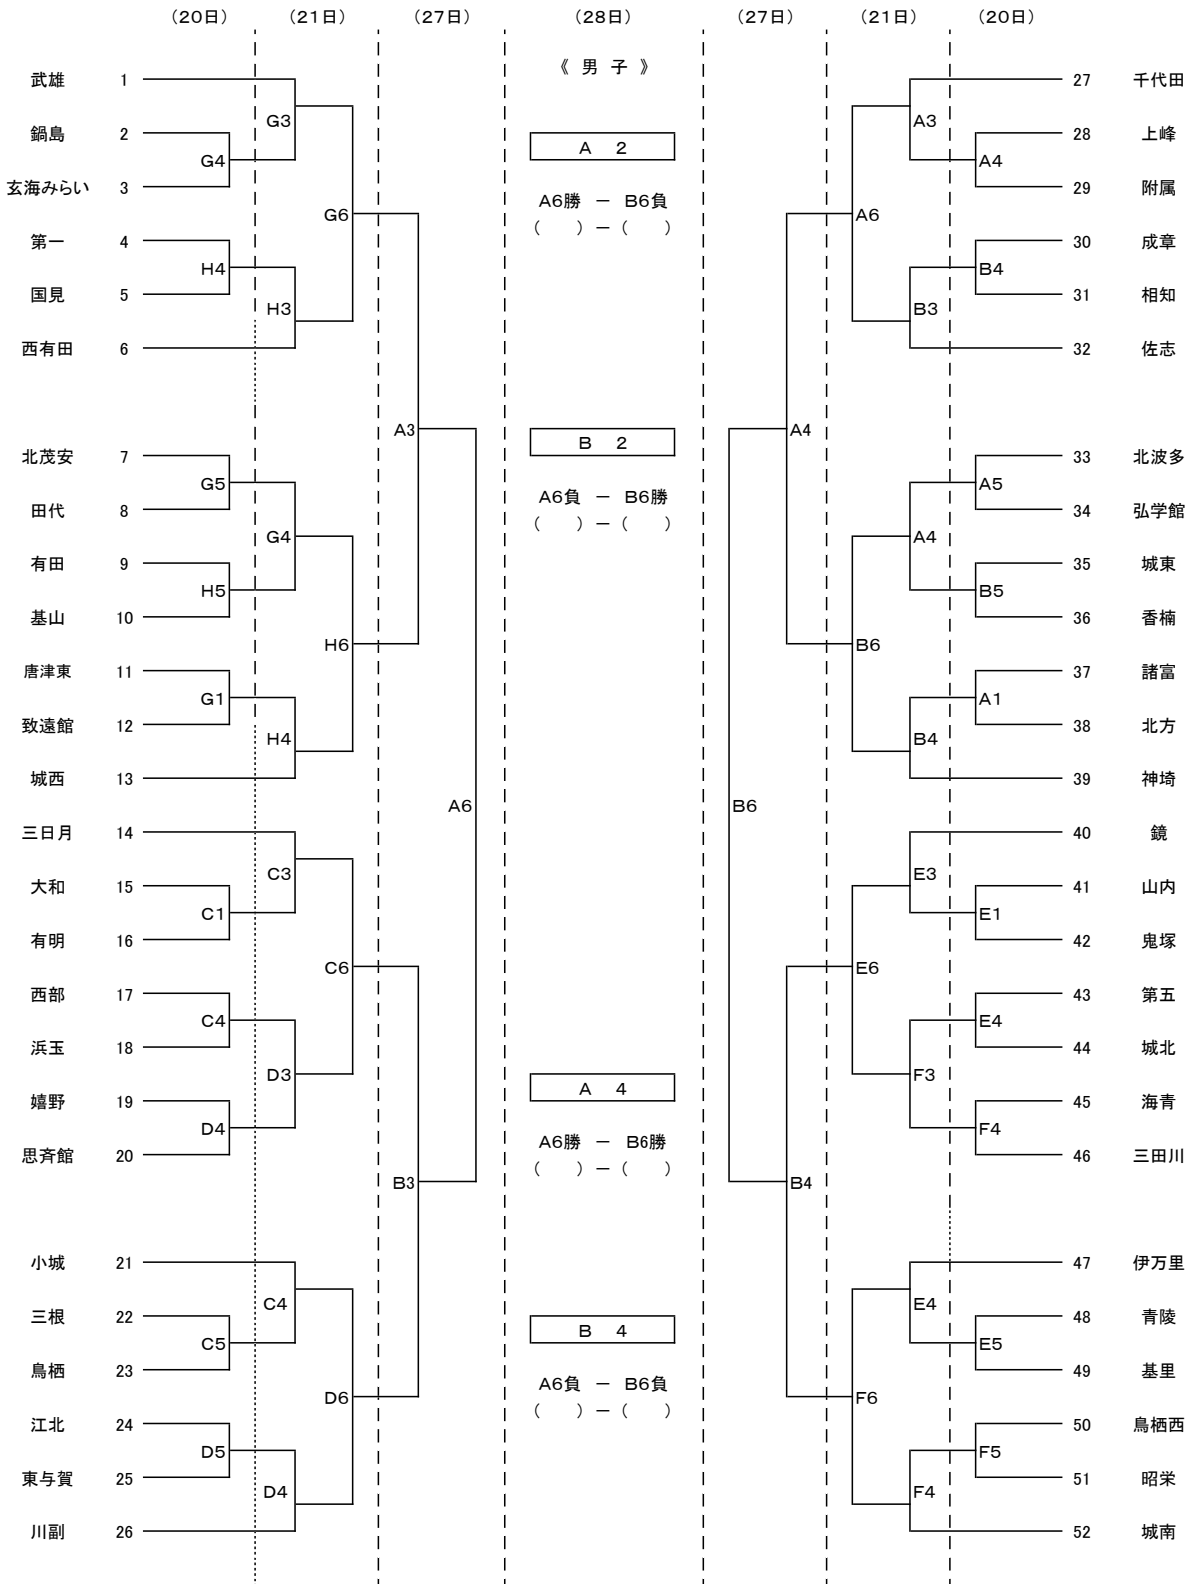 （20日） （21日） （27日） （28日） （27日） （21日） （20日）
《 男 子 》
武雄 1 27 千代田
G3 A3
鍋島 2 A 2 28 上峰
G4 A4
玄海みらい 3 29 附属
A6勝 － B6負
G6 A6
（ ）－（ ）
第一 4 30 成章
H4 B4
国見 5 31 相知
H3 B3
西有田 6 32 佐志
A3 B 2 A4
北茂安 7 33 北波多
G5 A5
A6負 － B6勝
田代 8 34 弘学館
（ ）－（ ）
G4 A4
有田 9 35 城東
H5 B5
基山 10 36 香楠
H6 B6
唐津東 11 37 諸富
G1 A1
致遠館 12 38 北方
H4 B4
城西 13 39 神埼
A6 B6
三日月 14 40 鏡
C3 E3
大和 15 41 山内
C1 E1
有明 16 42 鬼塚
C6 E6
西部 17 43 第五
C4 E4
浜玉 18 44 城北
D3 F3
A 4
嬉野 19 45 海青
D4 F4
A6勝 － B6勝
思斉館 20 46 三田川
（ ）－（ ）
B3 B4
小城 21 47 伊万里
C4 E4
三根 22 48 青陵
B 4
C5 E5
鳥栖 23 49 基里
A6負 － B6負
D6 F6
（ ）－（ ）
江北 24 50 鳥栖西
D5 F5
東与賀 25 51 昭栄
D4 F4
川副 26 52 城南